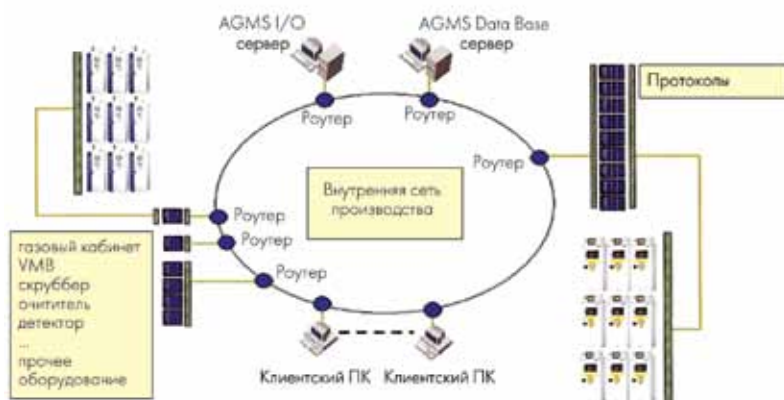 AGMS I/O
сервер
AGMS Data Base
сервер
Протоколы
Роутер
Роутер
Роутер
Внутренняя сеть
производства
Роутер
Роутер
Роутер
газовый кабинет
VMB
скруббер
очититель
детектор
...
прочее
оборудование
Клиентский ПК
Клиентский ПК